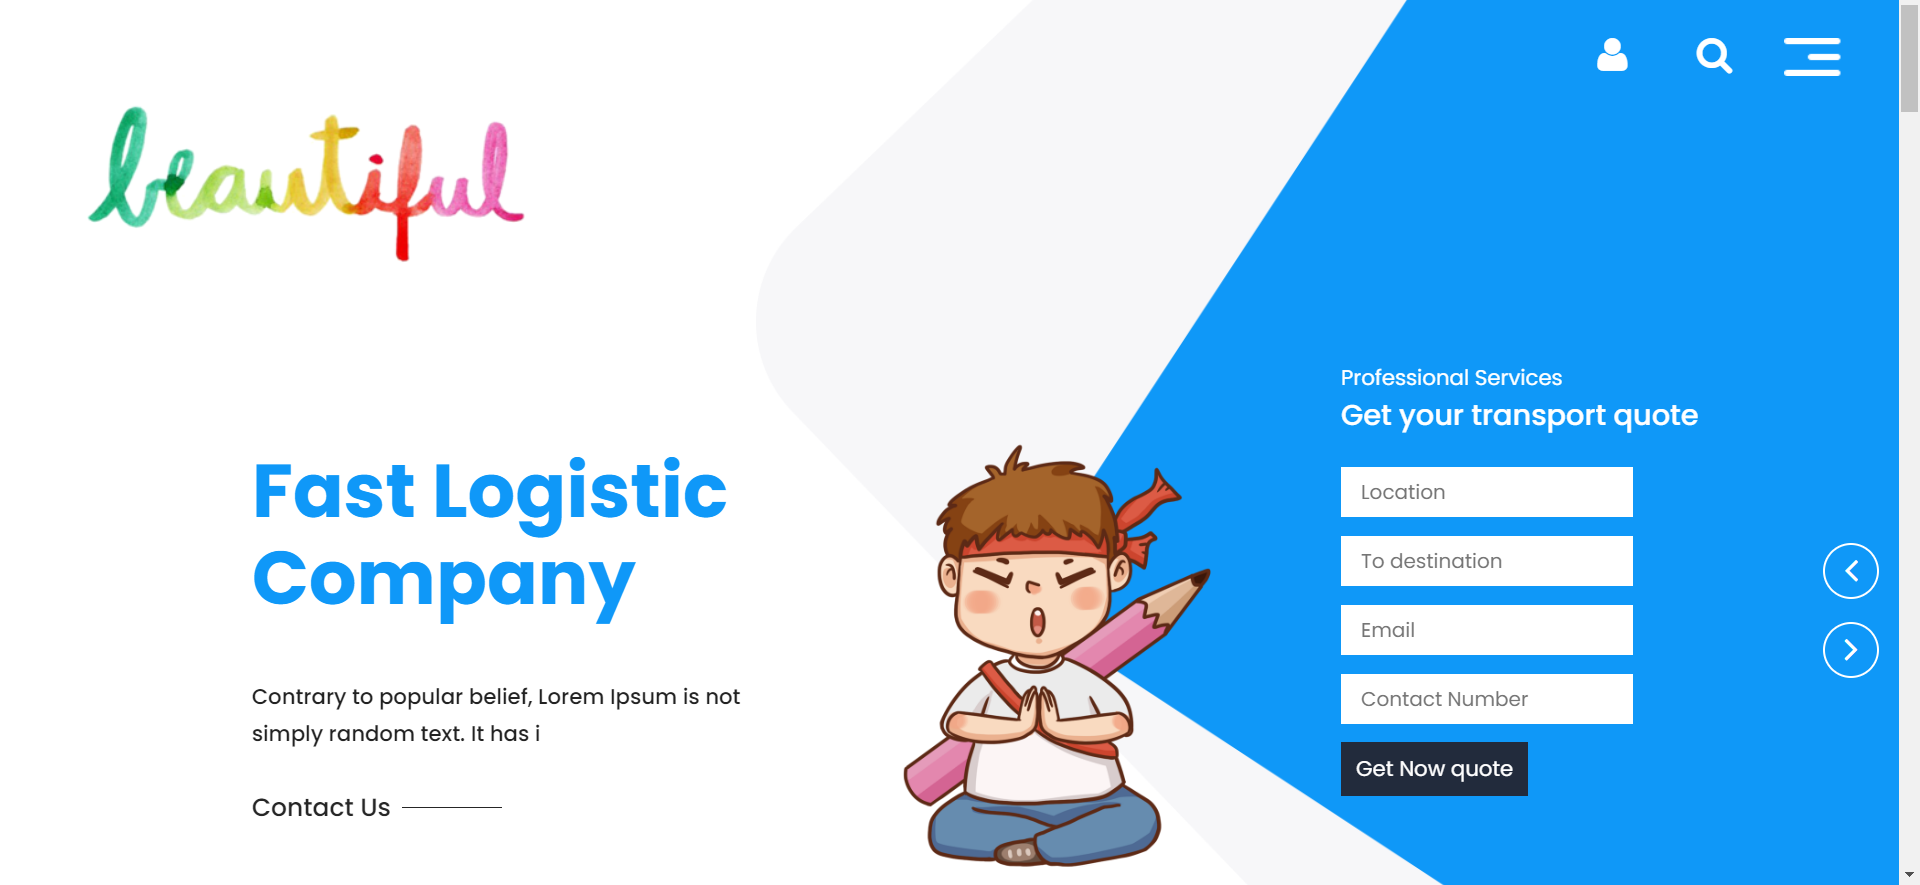 beautiful
Fast Logistic
Company
Contrary to popular belief, Lorem Ipsum is not
simply random text. It has i
Contact Us
Professional Services
Get your transport quote
Location
To destination
Email
Contact Number
Get Now quote